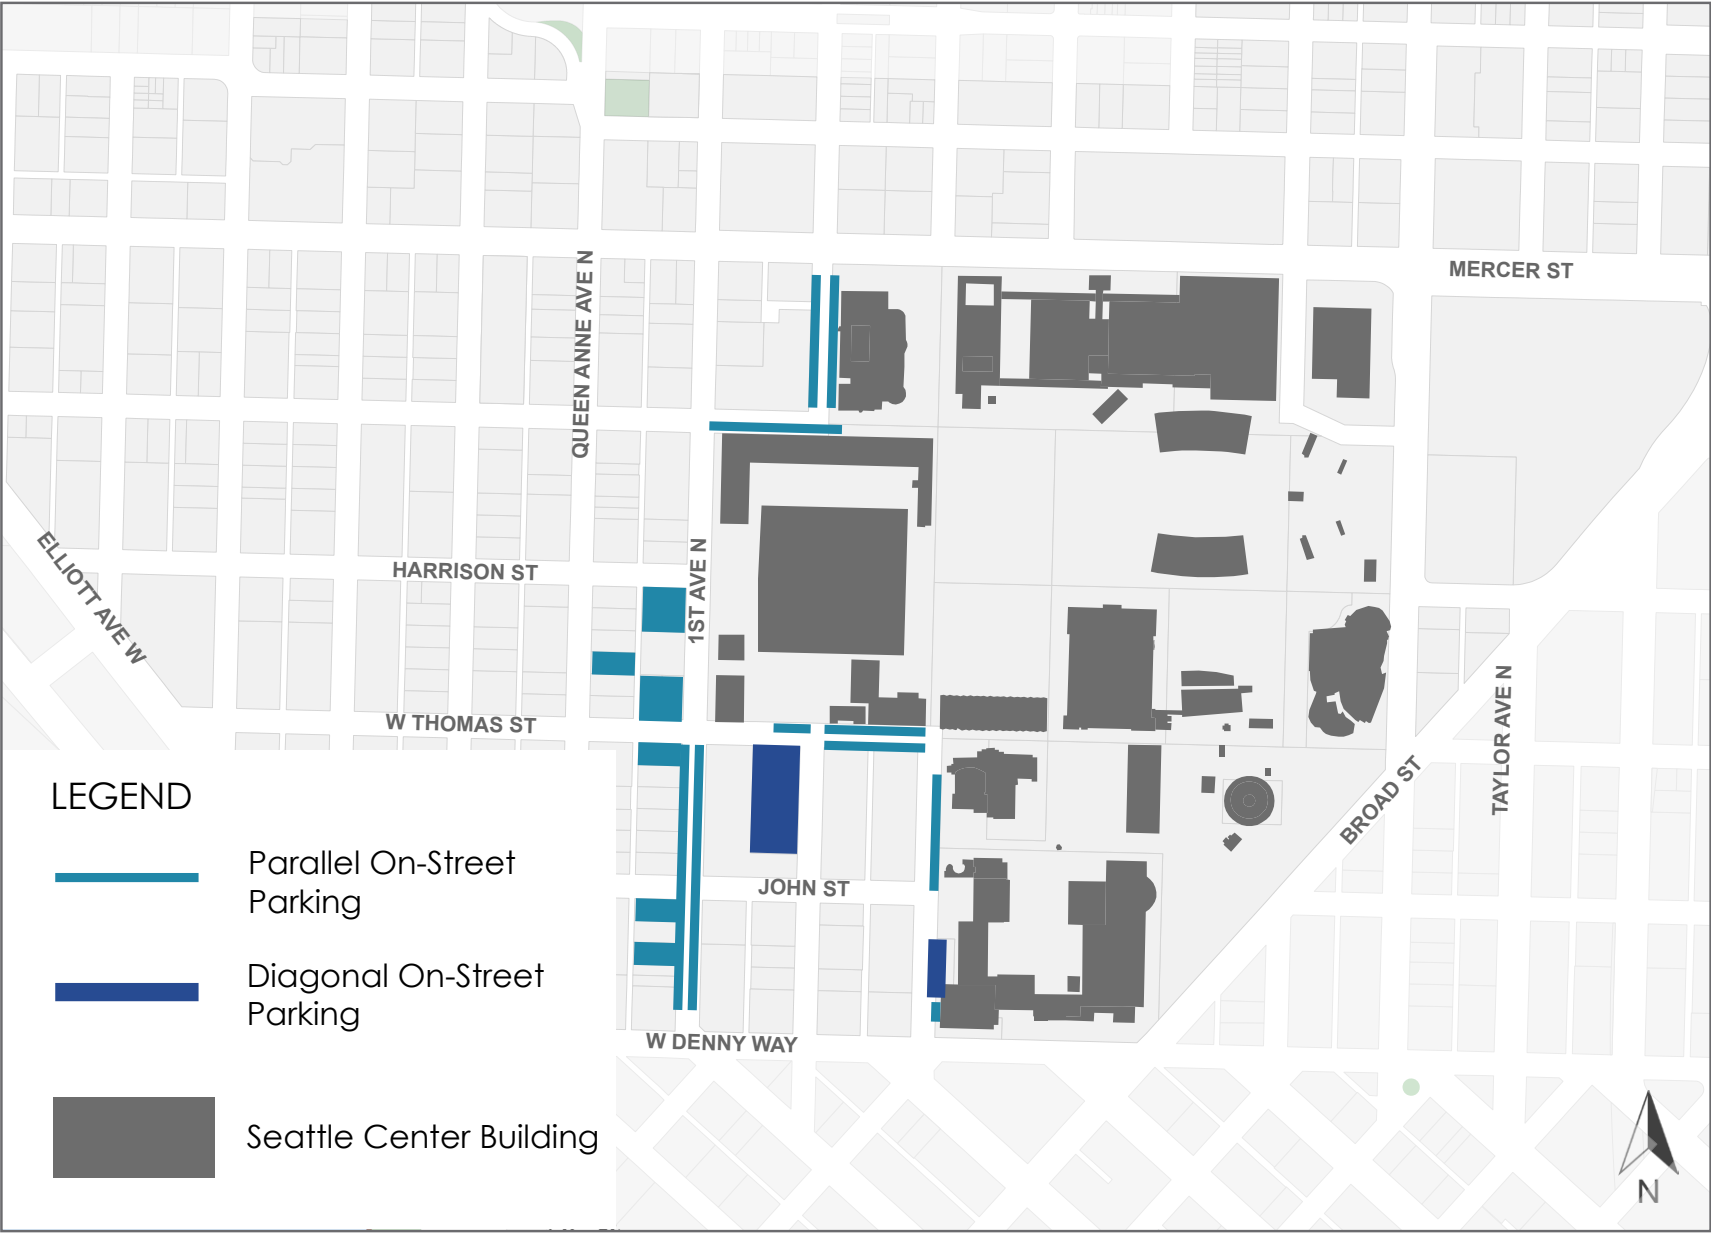 MERCER ST
QUEEN ANNE AVE N
ELLIOTT AVE W
HARRISON ST
1ST AVE N
W THOMAS ST
TAYLOR AVE N
BROAD ST
JOHN ST
W DENNY WAY
LEGEND
Parallel On-Street
Parking
Diagonal On-Street
Parking
Seattle Center Building
N